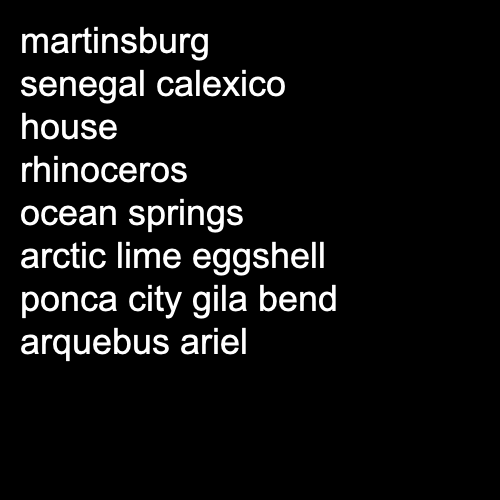 martinsburg
senegal calexico
house
rhinoceros
ocean springs
arctic lime eggshell
ponca city gila bend
arquebus ariel